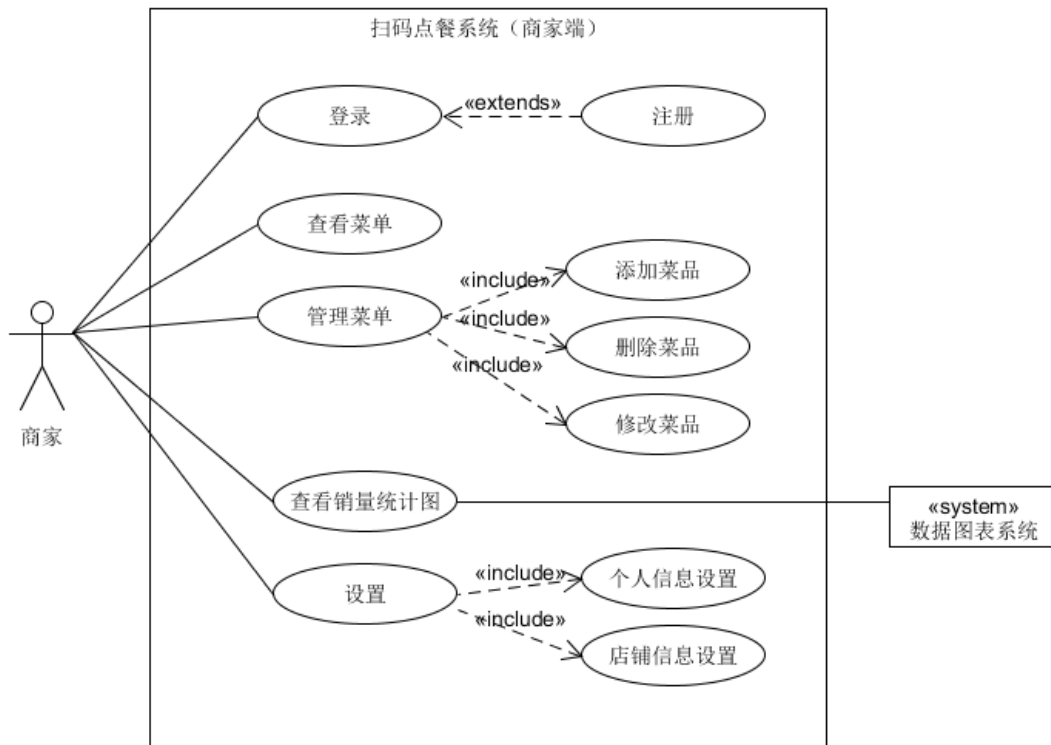 扫码点餐系统（商家端）
登录
«extends»
注册
查看菜单
管理菜单
«include»
添加菜品
«include»
删除菜品
«include»
修改菜品
商家
查看销量统计图
«system»
数据图表系统
设置
«include»
个人信息设置
«include»
店铺信息设置